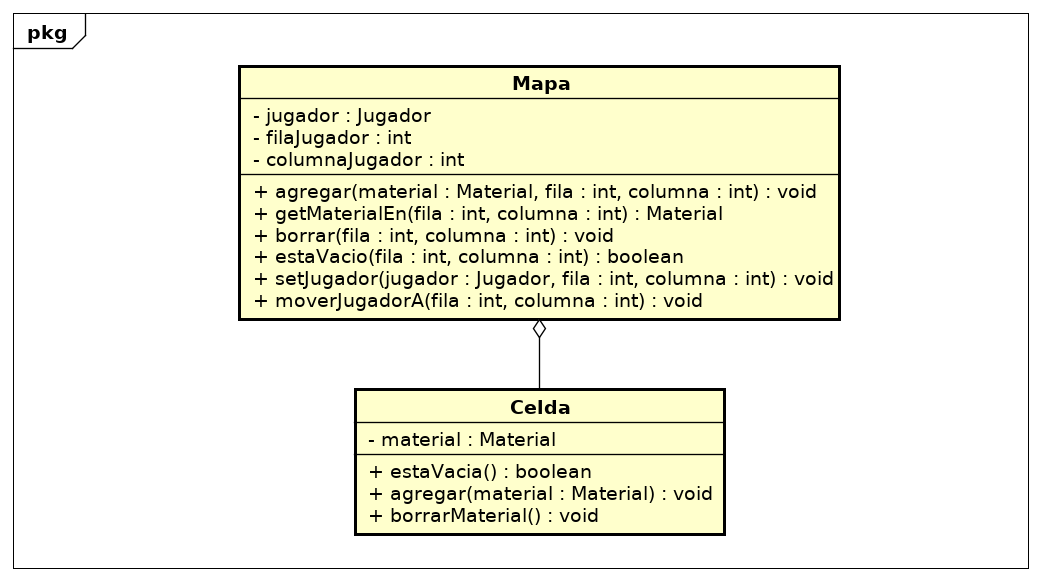 pkg
Mapa
- jugador : Jugador
- filaJugador : int
- columnaJugador : int
+ agregar(material : Material, fila : int, columna : int) : void
+ getMaterialEn(fila : int, columna : int) : Material
+ borrar(fila : int, columna : int) : void
+ estaVacio(fila : int, columna : int) : boolean
+ setJugador(jugador : Jugador, fila : int, columna : int) : void
+ moverJugadorA(fila : int, columna : int) : void
Celda
- material : Material
+ estaVacia() : boolean
+ agregar(material : Material) : void
+ borrarMaterial() : void